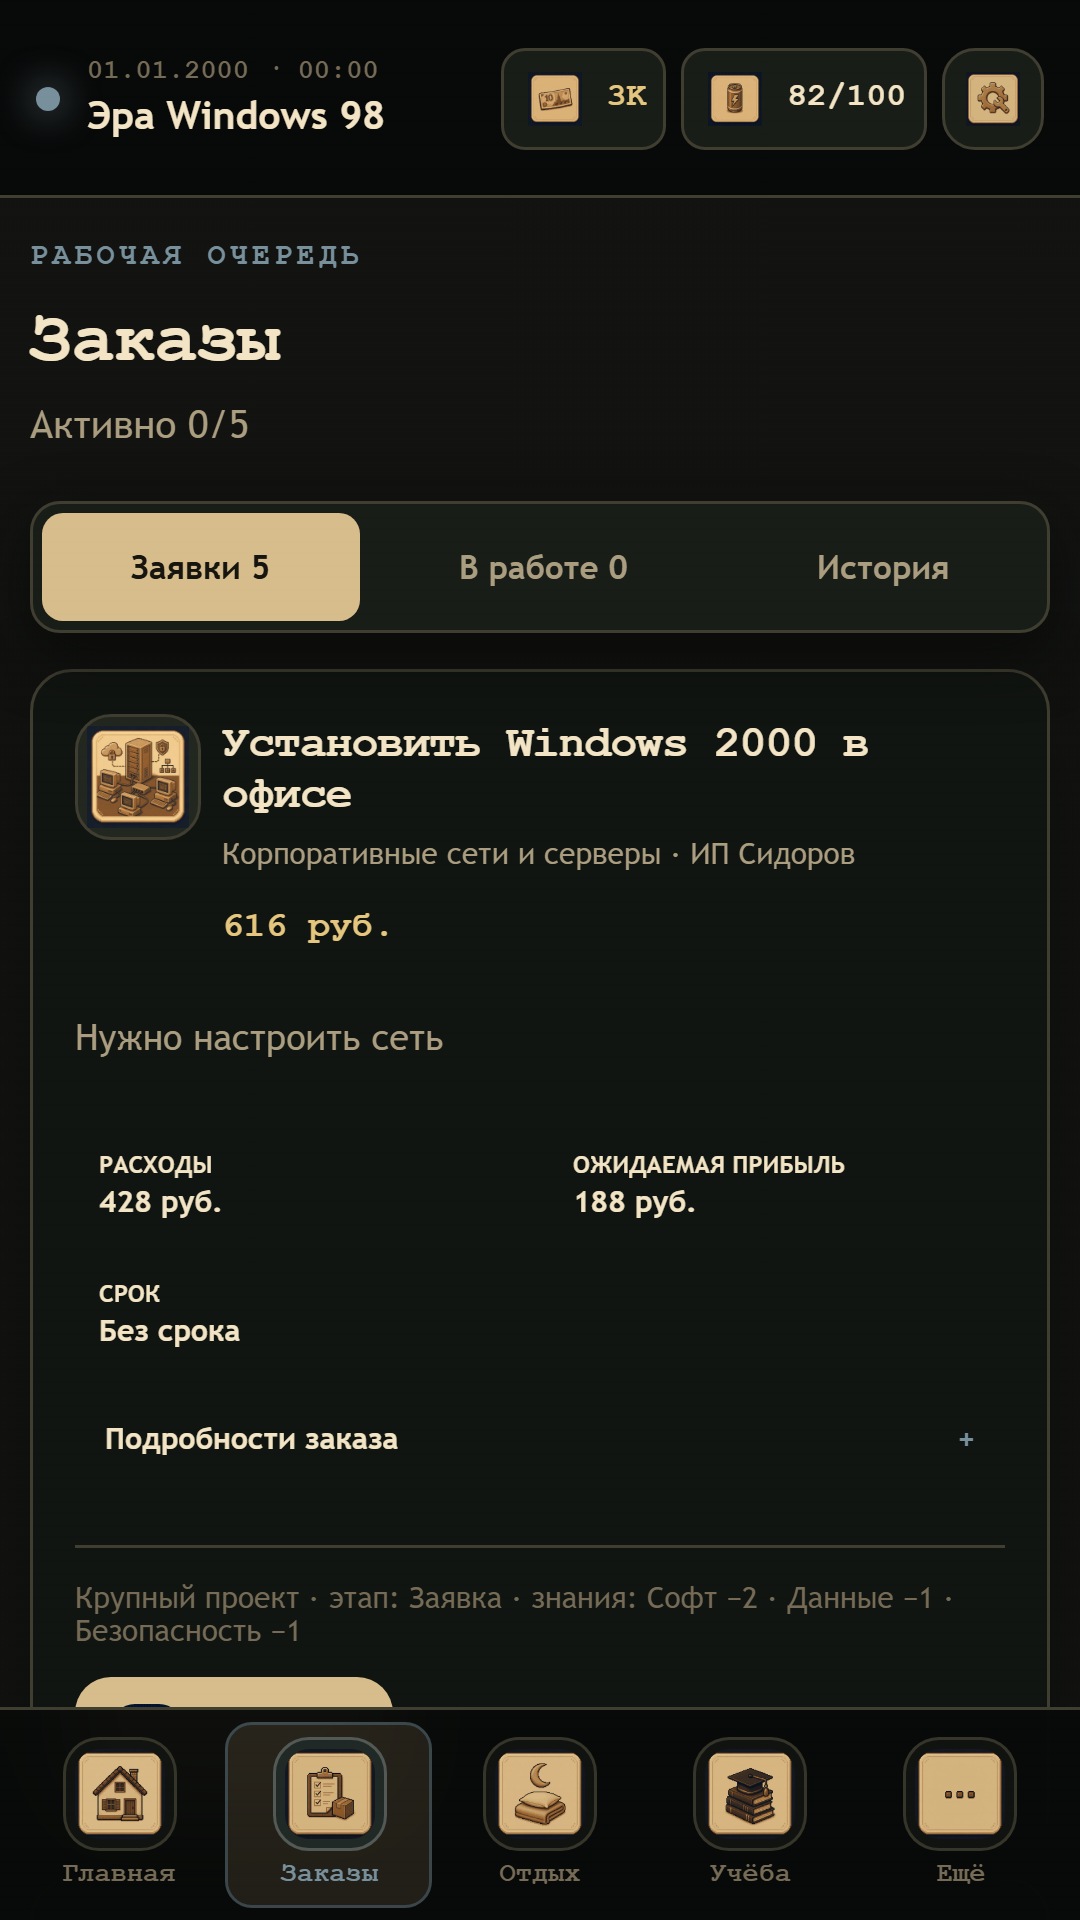 01.01.2000 · 00:00
Эра Windows 98
3К
82/100
РАБОЧАЯ ОЧЕРЕДЬ
Заказы
Активно 0/5
Заявки 5
В работе 0
История
Установить Windows 2000 в
офисе
Корпоративные сети и серверы · ИП Сидоров
616 руб.
Нужно настроить сеть
РАСХОДЫ
428 руб.
ОЖИДАЕМАЯ ПРИБЫЛЬ
188 руб.
СРОК
Без срока
Подробности заказа
+
Крупный проект · этап: Заявка · знания: Софт −2 · Данные −1 ·
Безопасность −1
Главная
Заказы
Отдых
Учёба
Ещё